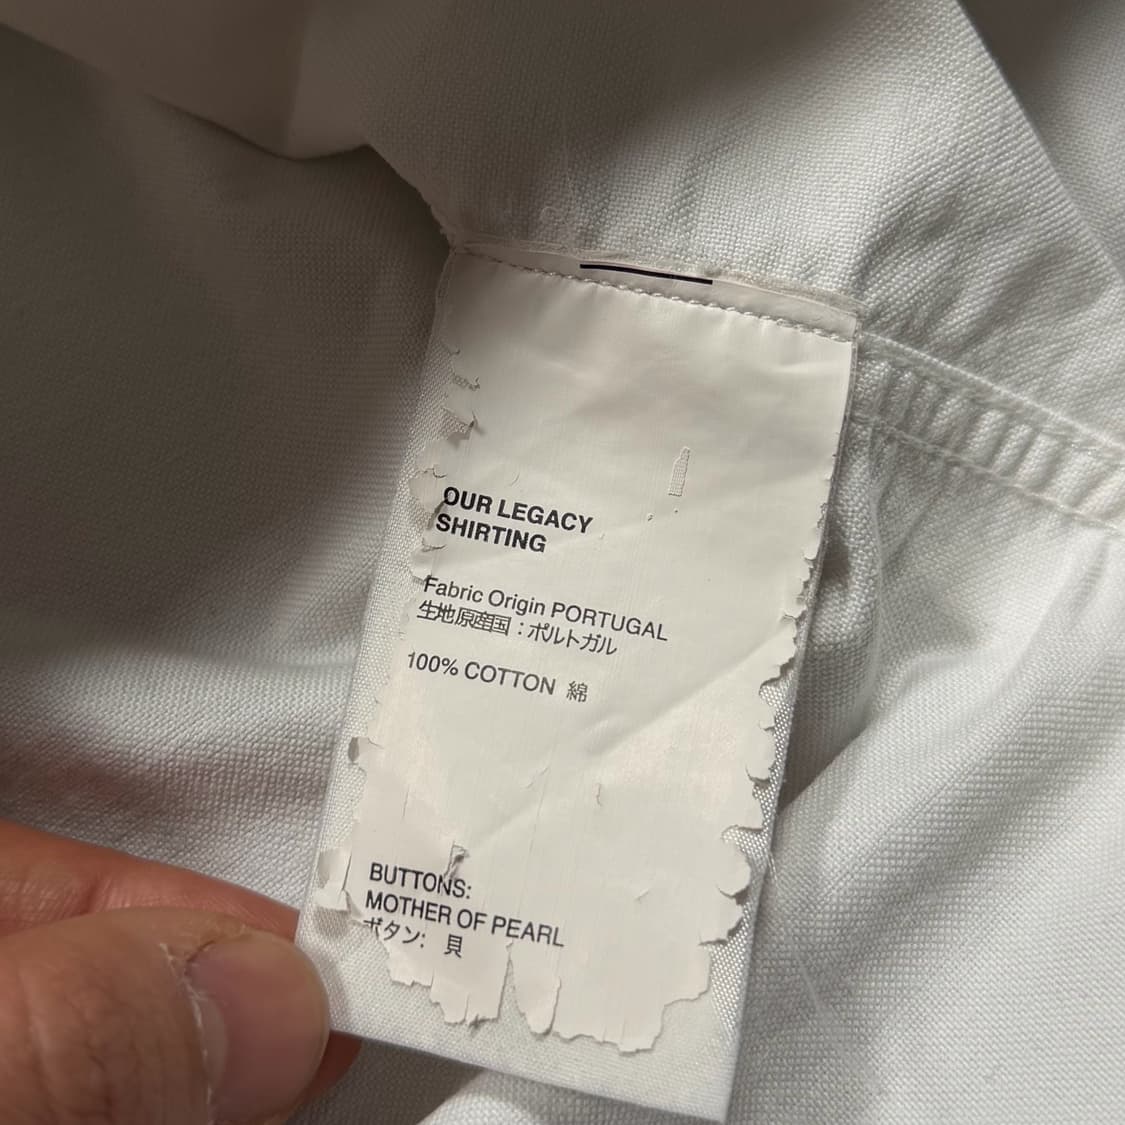 OUR LEGACY
SHIRTING
Fabric Origin PORTUGAL
生地原産国：ポルトガル
100% COTTON 綿
BUTTONS:
MOTHER OF PEARL
ボタン: 貝